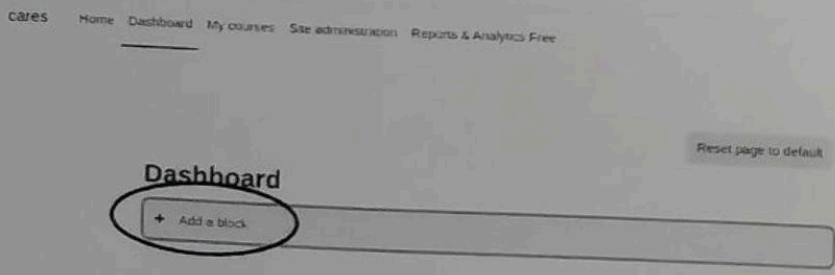 cares Home Dashboard My courses Site administration Reports & Analytics Free
Reset page to default
Dashboard
+ Add a block